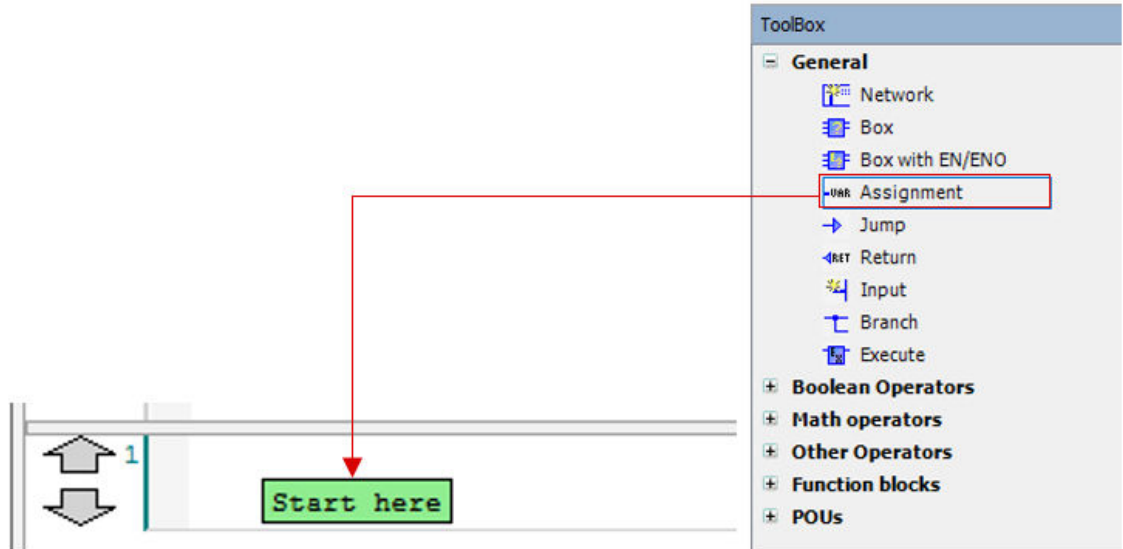 ToolBox
General
Network
Box
Box with EN/ENO
VAR Assignment
Jump
RET Return
Input
Branch
Execute
Boolean Operators
Math operators
Other Operators
Function blocks
POUs
1
Start here